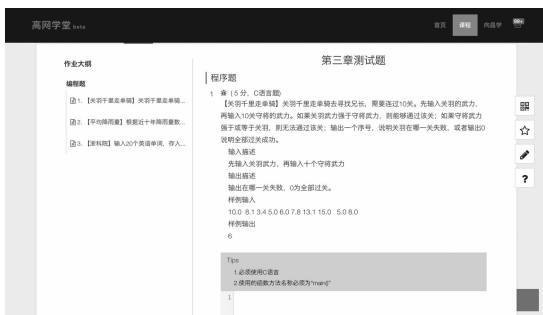 高网学堂 beta
首页 课程 向昌学 99+
作业大纲
编程题
1. 【关羽千里走单骑】关羽千里走单骑...
2. 【平均降雨量】根据近十年降雨量数...
3. 【资料院】输入20个英语单词，存入...
第三章测试题
程序题
1 (5 分，C语言题)
【关羽千里走单骑】关羽千里走单骑去寻找兄长，需要连过10关。先输入关羽的武力，
再输入10关守将的武力。如果关羽武力强于守将武力，则能够通过该关；如果守将武力
强于或等于关羽，则无法通过该关；输出一个序号，说明关羽在哪一关失败，或者输出0
说明全部过关成功。
输入描述
先输入关羽武力，再输入十个守将武力
输出描述
输出在哪一关失败，0为全部过关。
样例输入
10.0 8.1 3.4 5.0 6.0 7.8 13.1 15.0 5.0 8.0
样例输出
6
Tips
1.必须使用C语言
2.使用的函数方法名称必须为"main()"
1